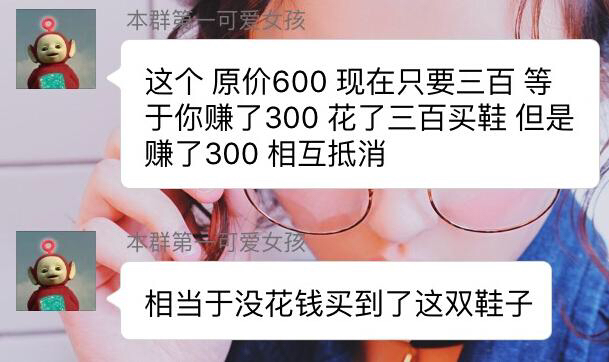 本群第一可爱女孩
这个 原价600 现在只要三百 等
于你赚了300 花了三百买鞋 但是
赚了300 相互抵消
本群第一可爱女孩
相当于没花钱买到了这双鞋子